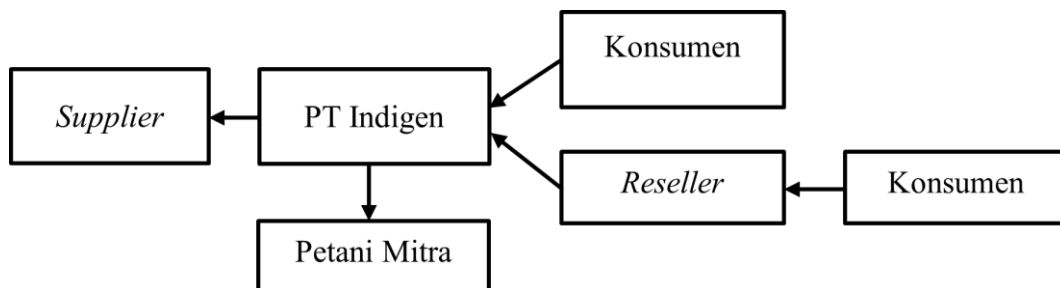 Konsumen
Supplier
PT Indigen
Reseller
Konsumen
Petani Mitra